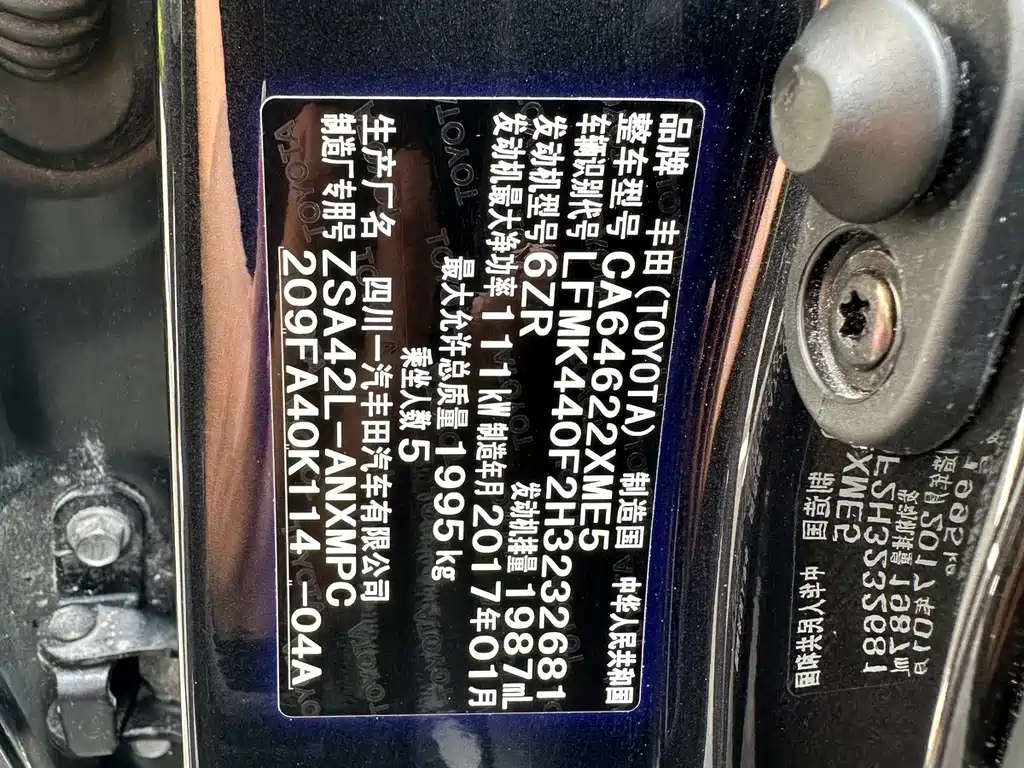 品牌 丰田(TOYOTA) 制造国 中华人民共和国
整车型号 CA64622XME5
车辆识别代号 LFMK440F2H3232681
发动机型号 6ZR 发动机排量 1987mL
发动机最大净功率 111kW 制造年月 2017年01月
最大允许总质量 1995kg
乘坐人数 5
生产厂名 四川一汽丰田汽车有限公司
制造厂专用号 ZSA42L-ANXMPC
209FA40K114-04A